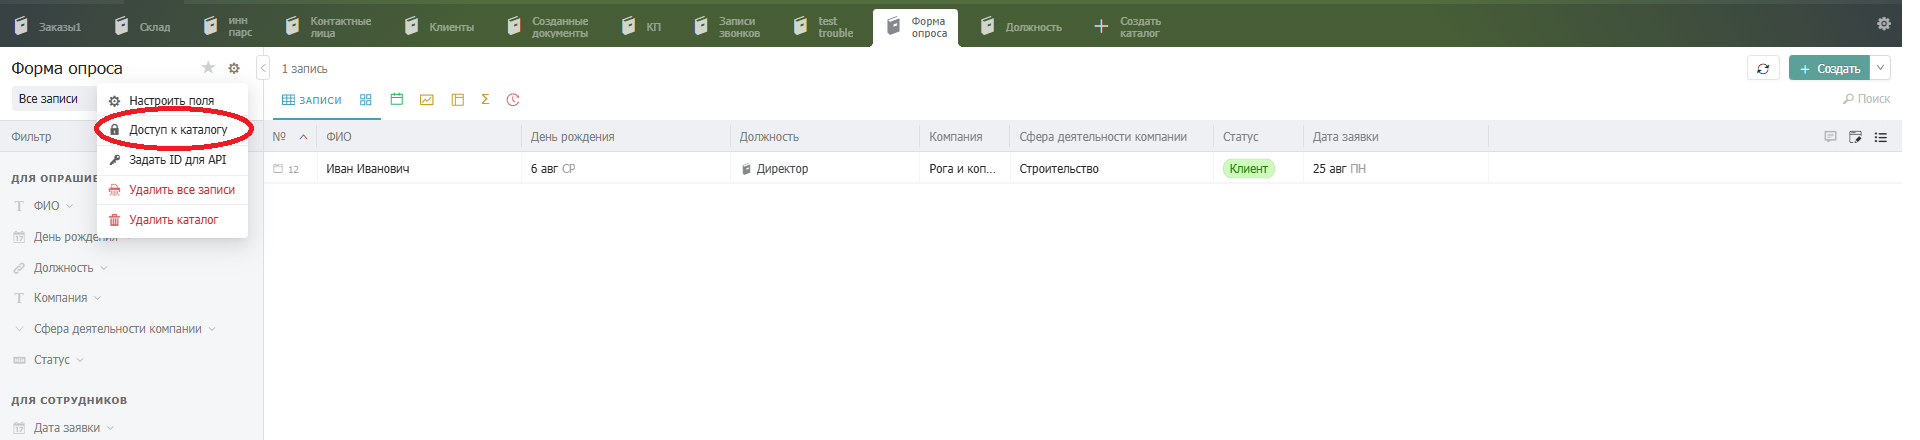 Заказы1
Склад
инн
парс
Контактные
лица
Клиенты
Созданные
документы
КП
Записи
звонков
test
trouble
Форма
опроса
Должность
Создать
каталог
Форма опроса
1 запись
Создать
Все записи
Настроить поля
Доступ к каталогу
Задать ID для API
Удалить все записи
Удалить каталог
ЗАПИСИ
Σ
Поиск
Фильтр
№ ФИО День рождения Должность Компания Сфера деятельности компании Статус Дата заявки
12 Иван Иванович 6 авг СР Директор Рога и коп... Строительство Клиент 25 авг ПН
ДЛЯ ОПРАШИВ
ФИО
День рождения
Должность
Компания
Сфера деятельности компании
Статус
ДЛЯ СОТРУДНИКОВ
Дата заявки